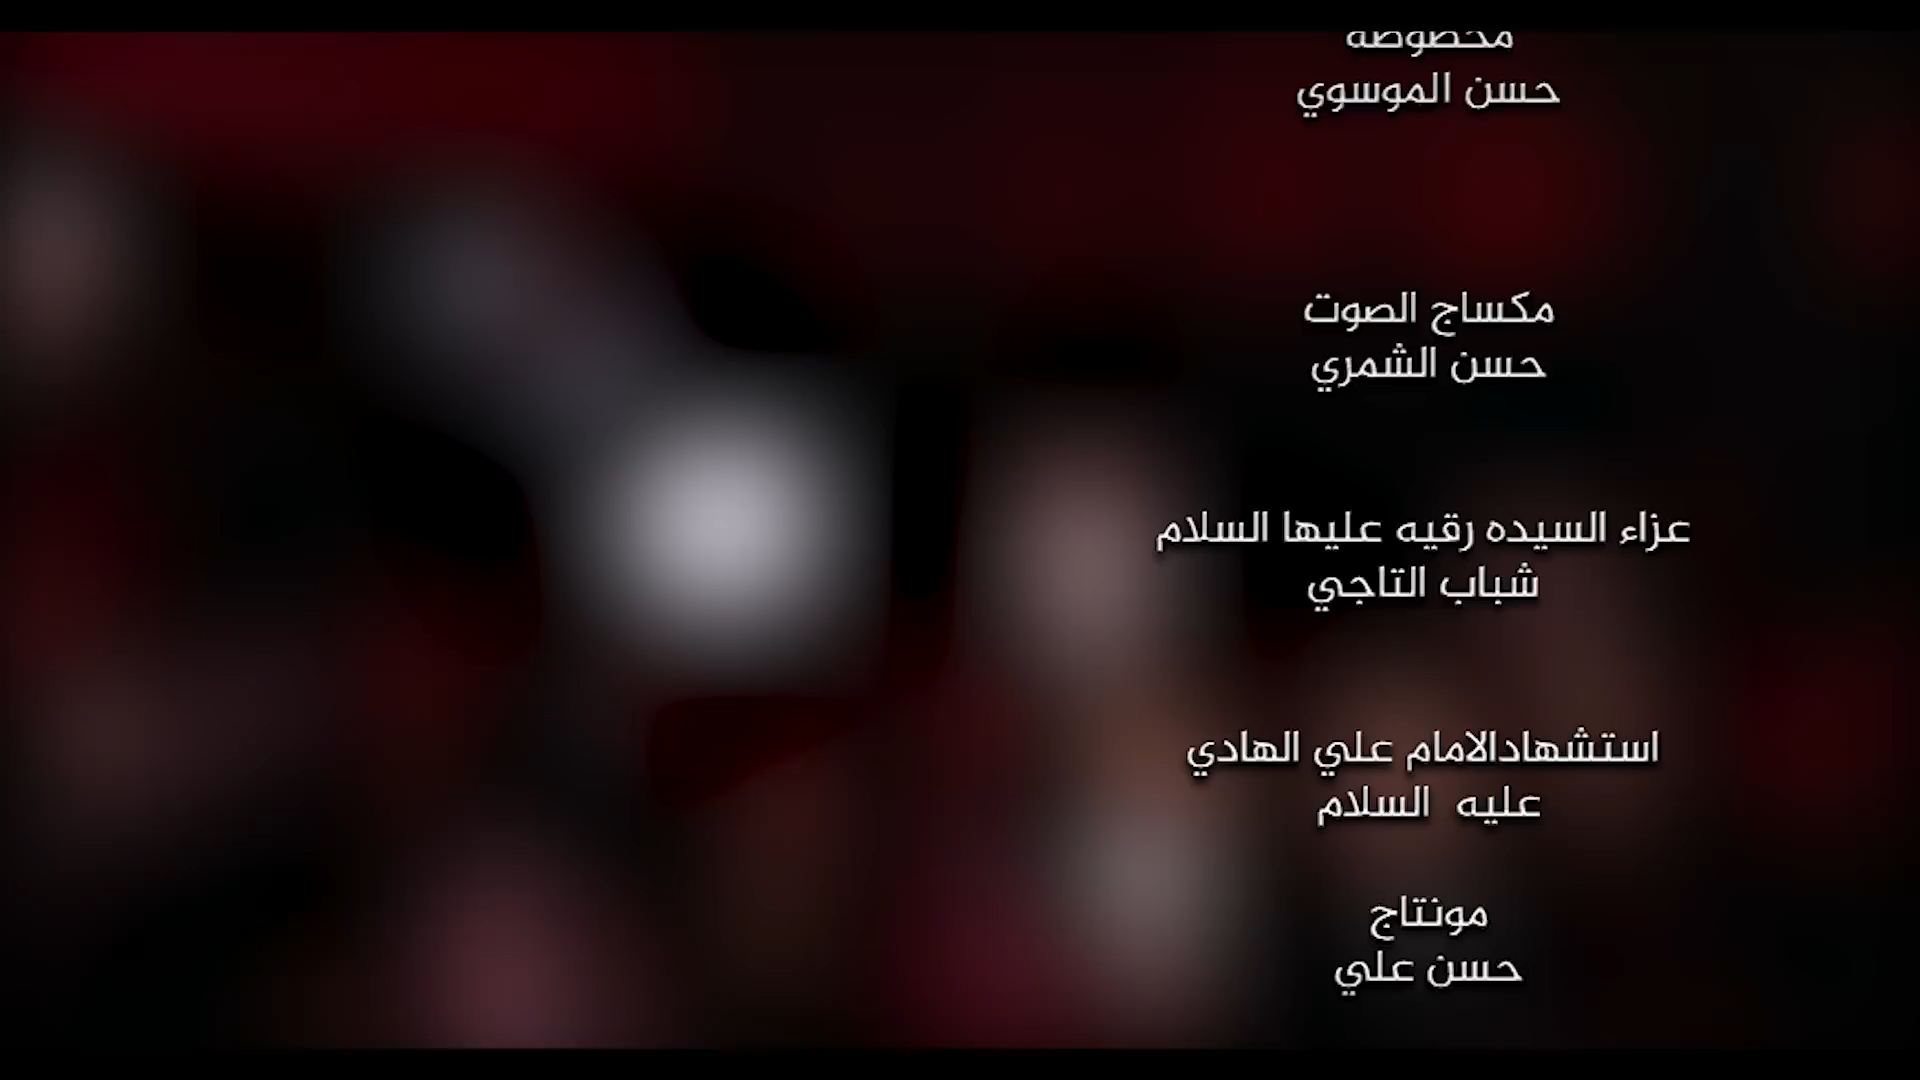 حسن الموسوي
مكساج الصوت
حسن الشمري
عزاء السيده رقيه عليها السلام
شباب التاجي
استشهادالامام علي الهادي
عليه السلام
مونتاج
حسن علي